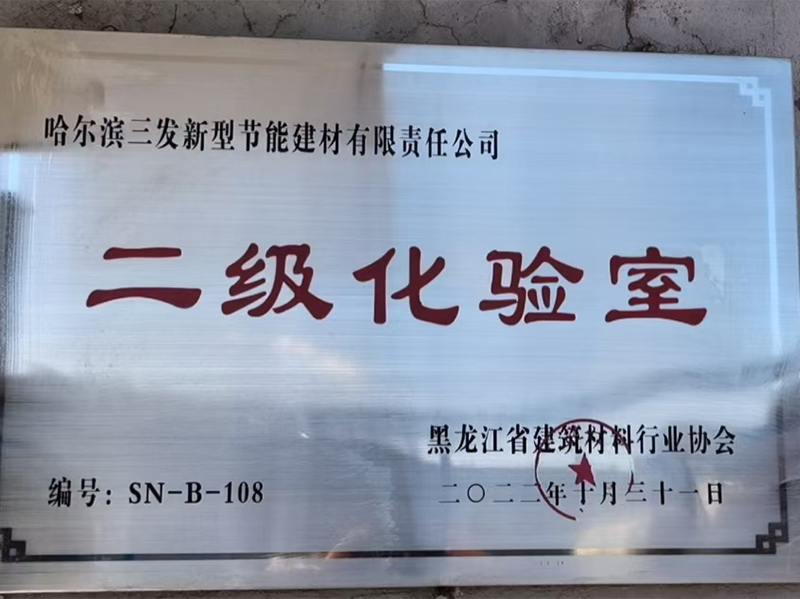 哈尔滨三发新型节能建材有限责任公司
二级化验室
黑龙江省建筑材料行业协会
编号：SN-B-108
二〇二二年十月三十一日